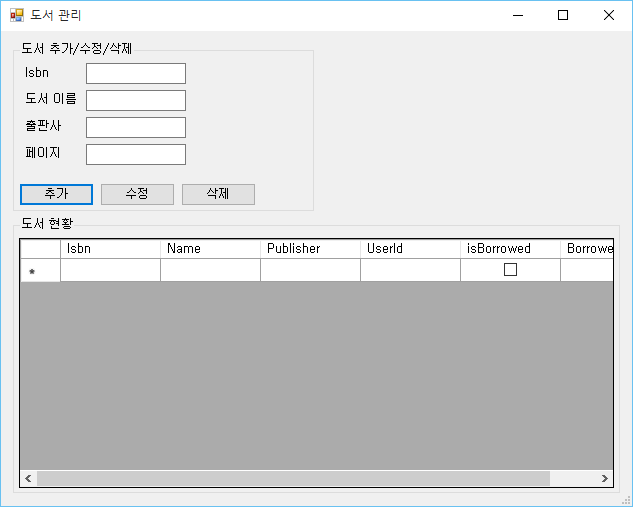 도서 관리
도서 추가/수정/삭제
Isbn
도서 이름
출판사
페이지
추가 수정 삭제
도서 현황
Isbn Name Publisher UserId isBorrowed Borrowe